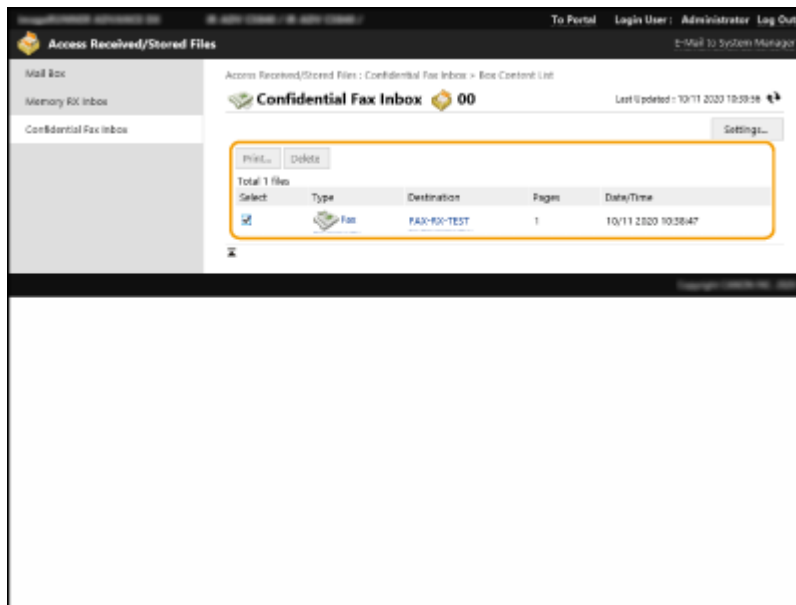 To Portal Login User : Administrator Log Out
Access Received/Stored Files
E-Mail to System Manager
Mail Box
Memory RX Inbox
Confidential Fax Inbox
Access Received/Stored Files : Confidential Fax Inbox > Box Content List
Confidential Fax Inbox 00
Last Updated : 10/11 2020 10:39:56
Settings...
Print... Delete
Total 1 files
Select Type Destination Pages Date/Time
Fax FAX-RX-TEST 1 10/11 2020 10:38:47